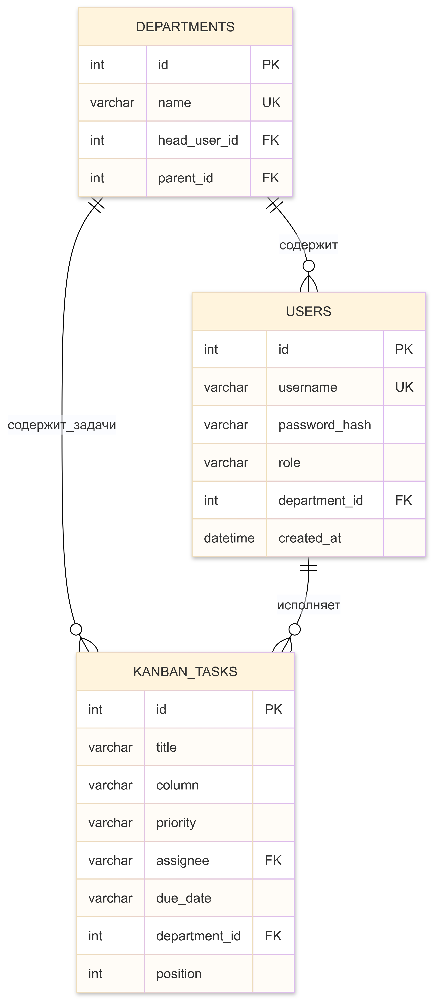 DEPARTMENTS
int id PK
varchar name UK
int head_user_id FK
int parent_id FK
содержит
USERS
int id PK
varchar username UK
varchar password_hash
varchar role
int department_id FK
datetime created_at
содержит_задачи
исполняет
KANBAN_TASKS
int id PK
varchar title
varchar column
varchar priority
varchar assignee FK
varchar due_date
int department_id FK
int position